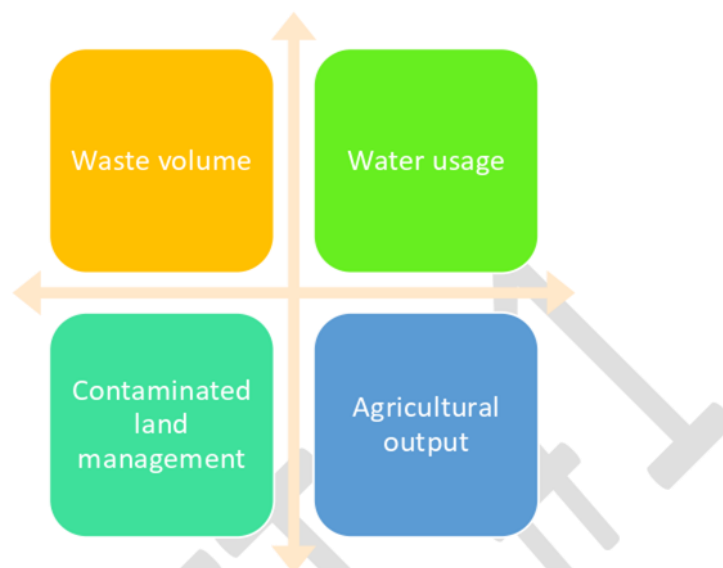 Waste volume
Water usage
Contaminated
land
management
Agricultural
output